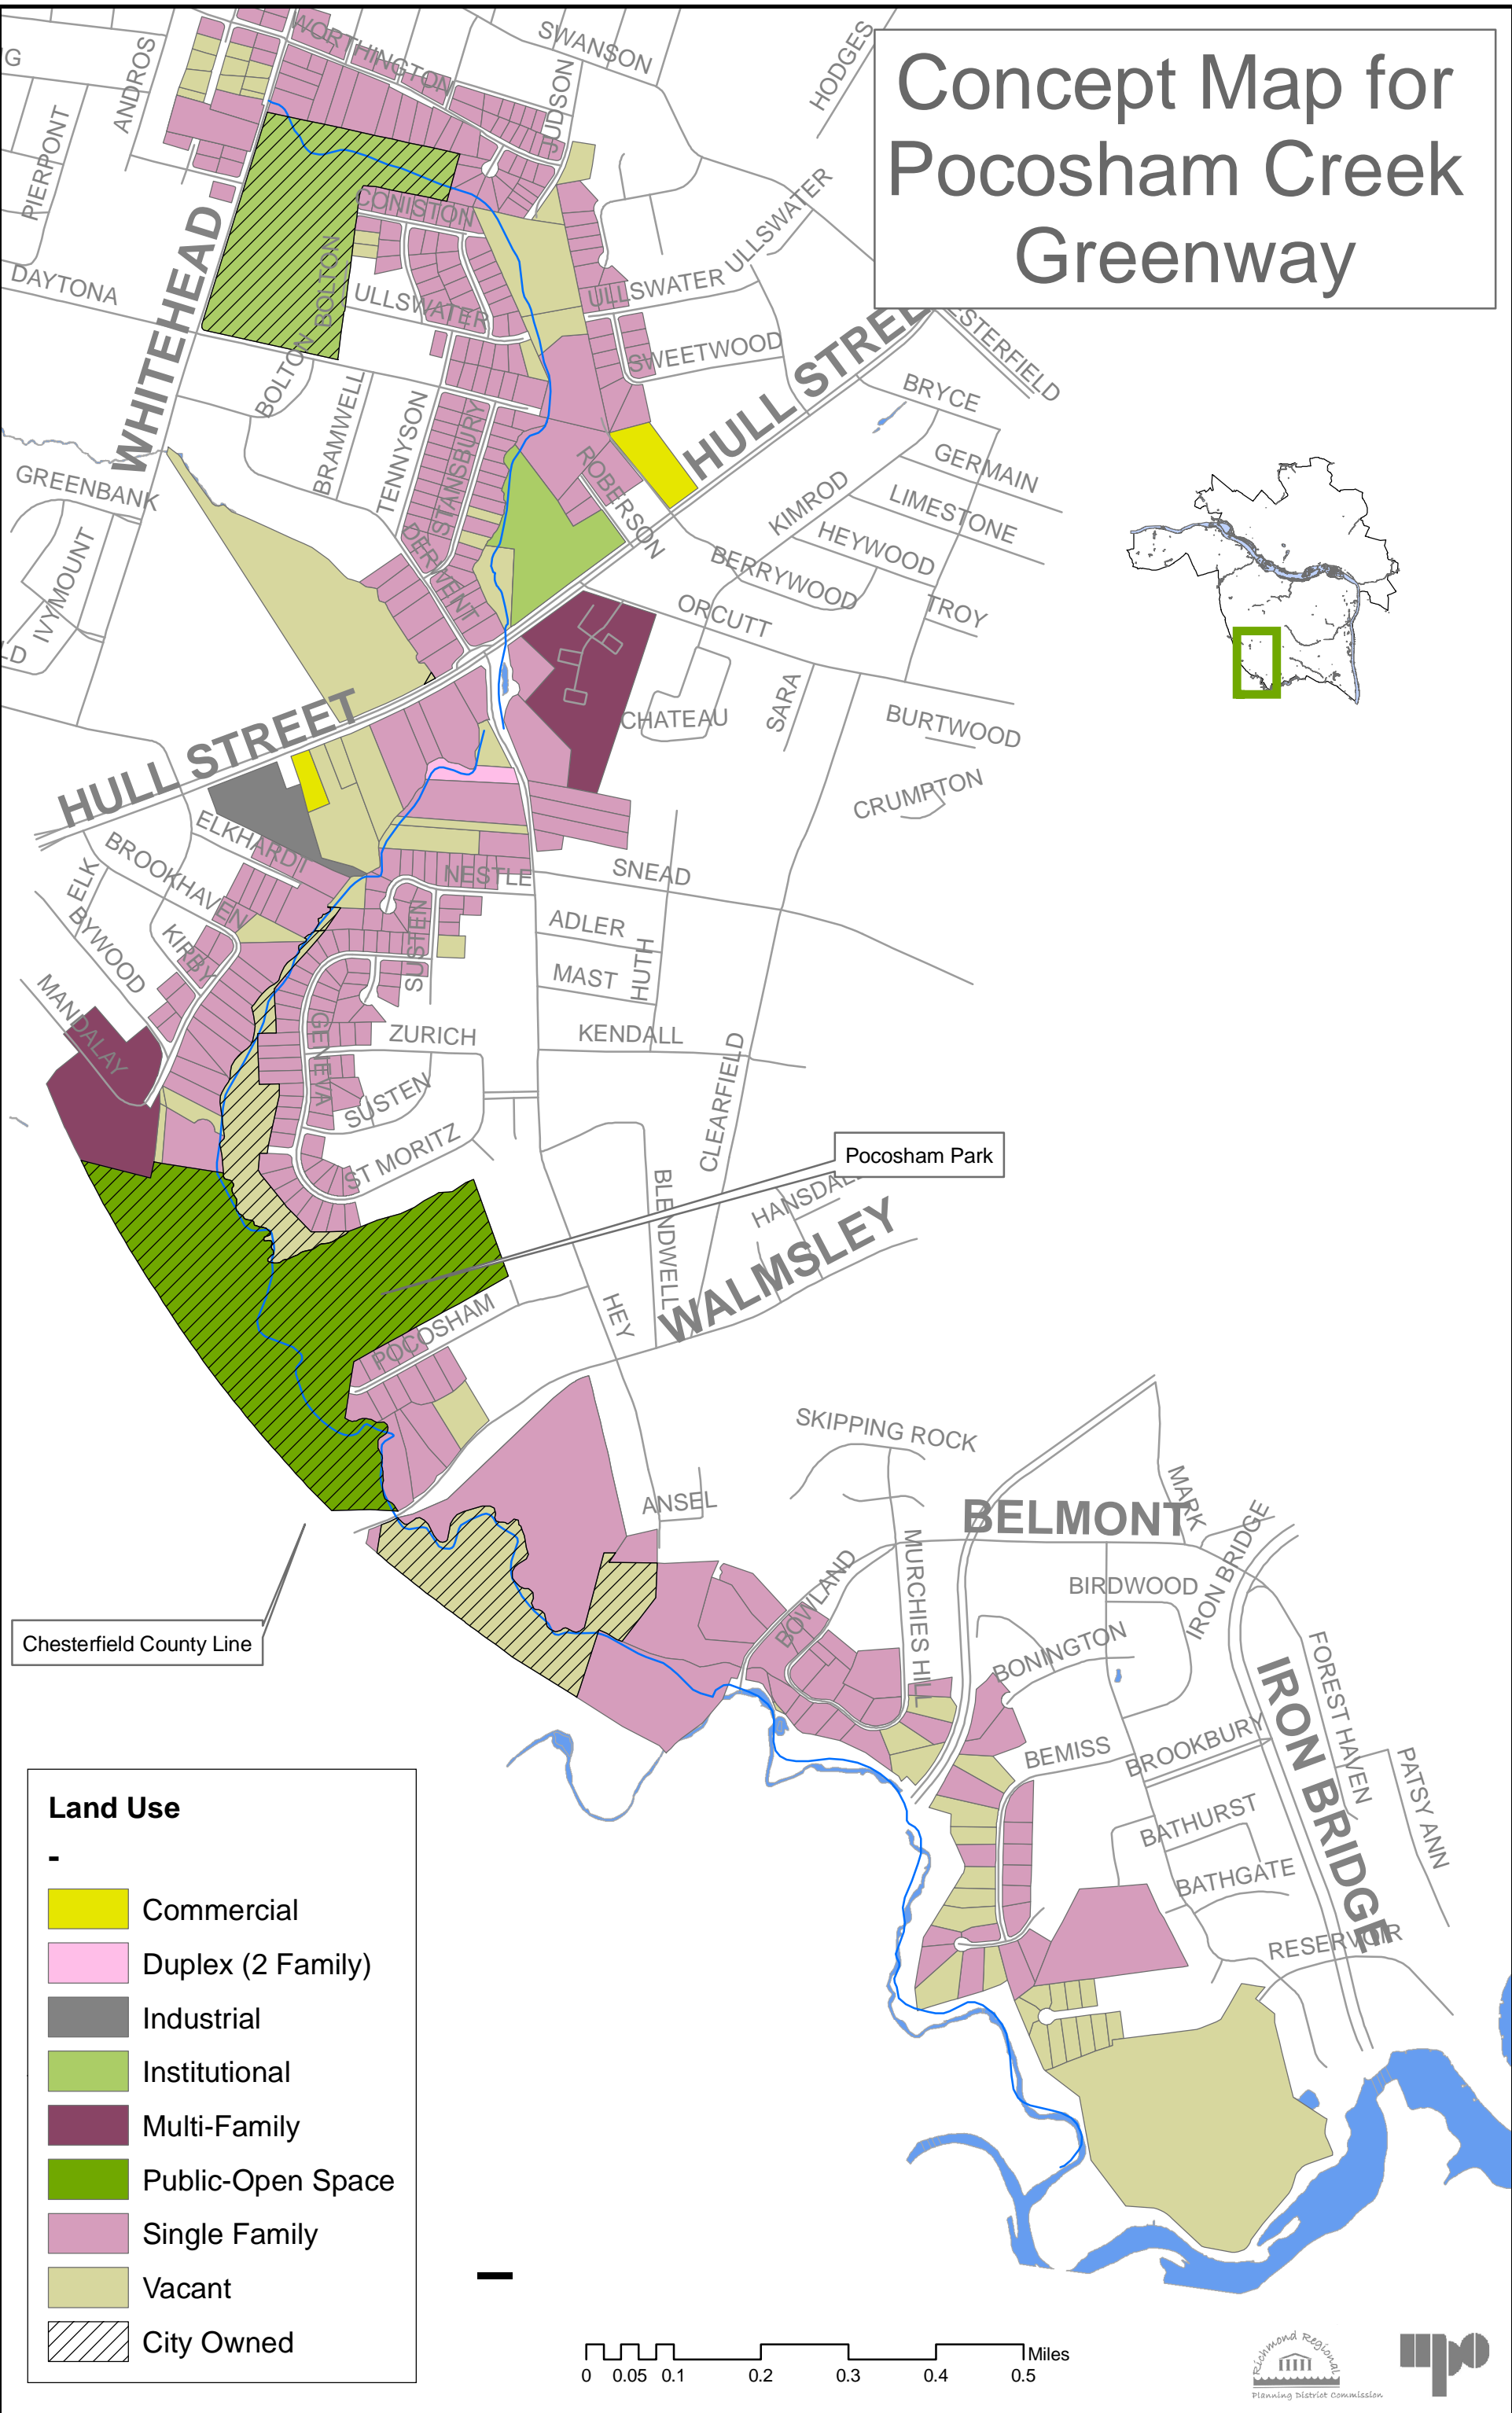 Concept Map for
Pocosham Creek
Greenway
WORTHINGTON
SWANSON
HODGES
G
ANDROS
JUDSON
PIERPONT
CONISTON
ULLSWATER
WHITEHEAD
BOLTON
DAYTONA
ULLSWATER
ULLSWATER
SWEETWOOD
HULL STREET
BOLTON
BRYCE
BRAMWELL
TENNYSON
STANSBURY
ROBERSON
GERMAIN
GREENBANK
KIMROD
LIMESTONE
HEYWOOD
IVYMOUNT
DERWENT
BERRYWOOD
ORCUTT
TROY
LD
CHATEAU
SARA
BURTWOOD
HULL STREET
CRUMPTON
ELKHARDT
BROOKHAVEN
ELK
NESTLE
SNEAD
BYWOOD
KIRBY
SUSTEN
ADLER
HUTH
MAST
MANDALAY
GENEVA
ZURICH
KENDALL
SUSTEN
CLEARFIELD
ST MORITZ
Pocosham Park
BLENDWELL
WALMSLEY
HEY
POCOSHAM
SKIPPING ROCK
ANSEL
BELMONT
MARK
IRON BRIDGE
MURCHIES HILL
BOWLAND
BIRDWOOD
Chesterfield County Line
BONINGTON
FOREST HAVEN
IRON BRIDGE
BEMISS
BROOKBURY
PATSY ANN
BATHURST
BATHGATE
RESERVOIR
Land Use
-
Commercial
Duplex (2 Family)
Industrial
Institutional
Multi-Family
Public-Open Space
Single Family
Vacant
City Owned
Miles
0 0.05 0.1 0.2 0.3 0.4 0.5
Richmond Regional
Planning District Commission
mpo